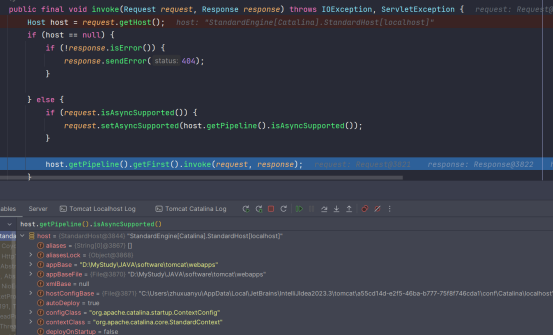 public final void invoke(Request request, Response response) throws IOException, ServletException {   request: Request@
Host host = request.getHost();   host: "StandardEngine[Catalina].StandardHost[localhost]"
if (host == null) {
if (!response.isError()) {
response.sendError( status: 404);
}
} else {
if (request.isAsyncSupported()) {
request.setAsyncSupported(host.getPipeline().isAsyncSupported());
}
host.getPipeline().getFirst().invoke(request, response);   request: Request@3822   response: Response@3822
}
ables   Server   Tomcat Localhost Log   Tomcat Catalina Log
host.getPipeline().isAsyncSupported()
host = {StandardHost@3844} "StandardEngine[Catalina].StandardHost[localhost]"
aliases = {String[0]@3867} []
aliasesLock = {Object@3868}
appBase = "D:\MyStudy\JAVA\software\tomcat\webapps"
appBaseFile = "D:\MyStudy\JAVA\software\tomcat\webapps"
xmlBase = null
hostConfigBase = "C:\Users\zhuxuanyu\AppData\Local\JetBrains\IntelliJIdea2023.3\tomcat\a55cd14d-e2f5-46ba-b777-75f8f746cda1\conf\Catalina\localhost"
autoDeploy = true
configClass = "org.apache.catalina.startup.ContextConfig"
contextClass = "org.apache.catalina.core.StandardContext"
deployOnStartup = false